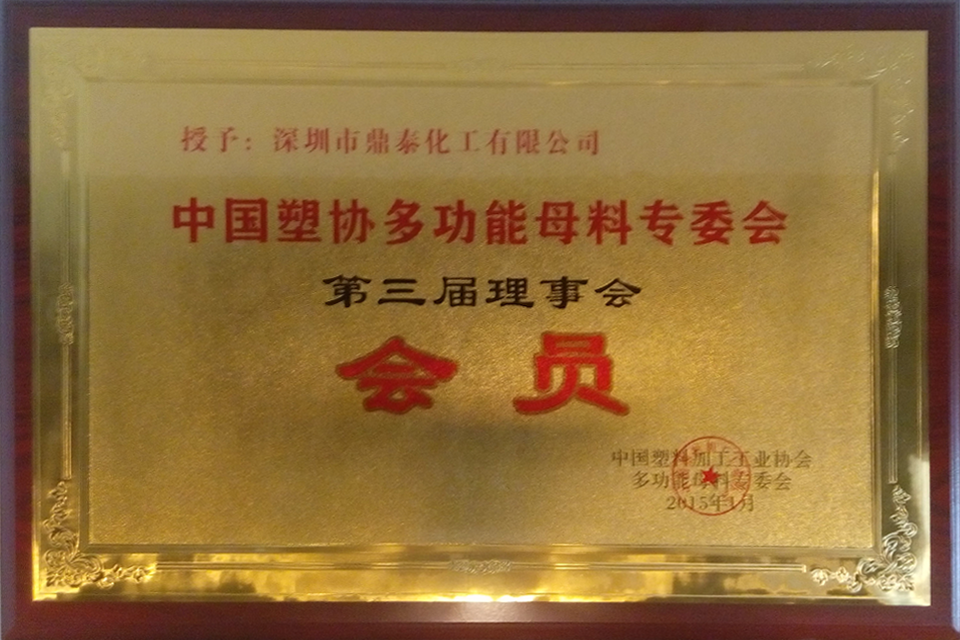 授予：深圳市鼎泰化工有限公司
中国塑协多功能母料专委会
第三届理事会
会员
中国塑料加工工业协会
多功能母料专委会
2015年1月